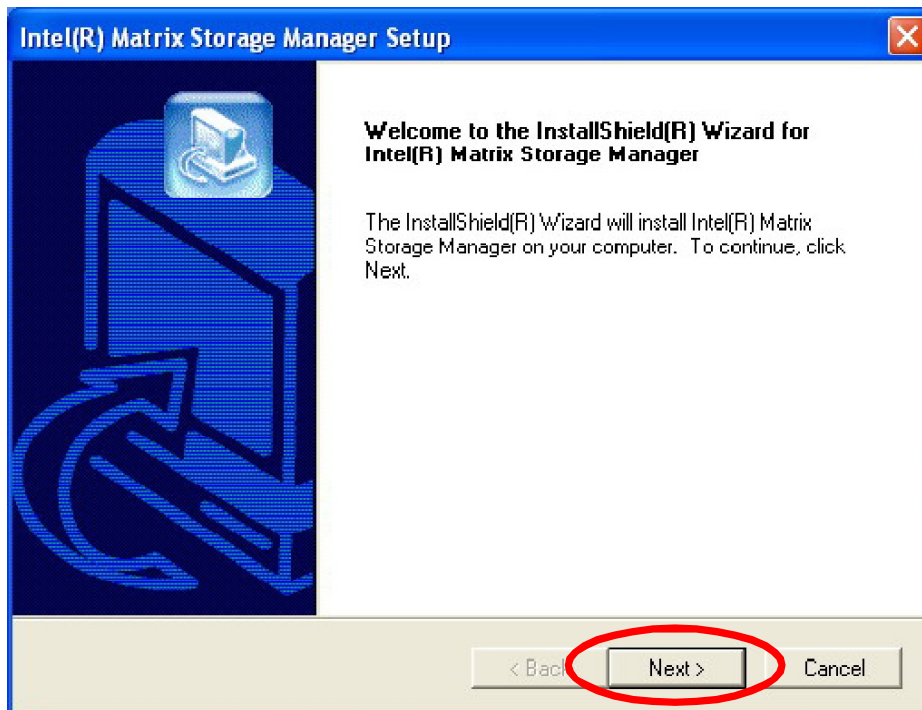 Intel(R) Matrix Storage Manager Setup
Welcome to the InstallShield(R) Wizard for
Intel(R) Matrix Storage Manager
The InstallShield(R) Wizard will install Intel(R) Matrix
Storage Manager on your computer. To continue, click
Next.
< Back
Next >
Cancel